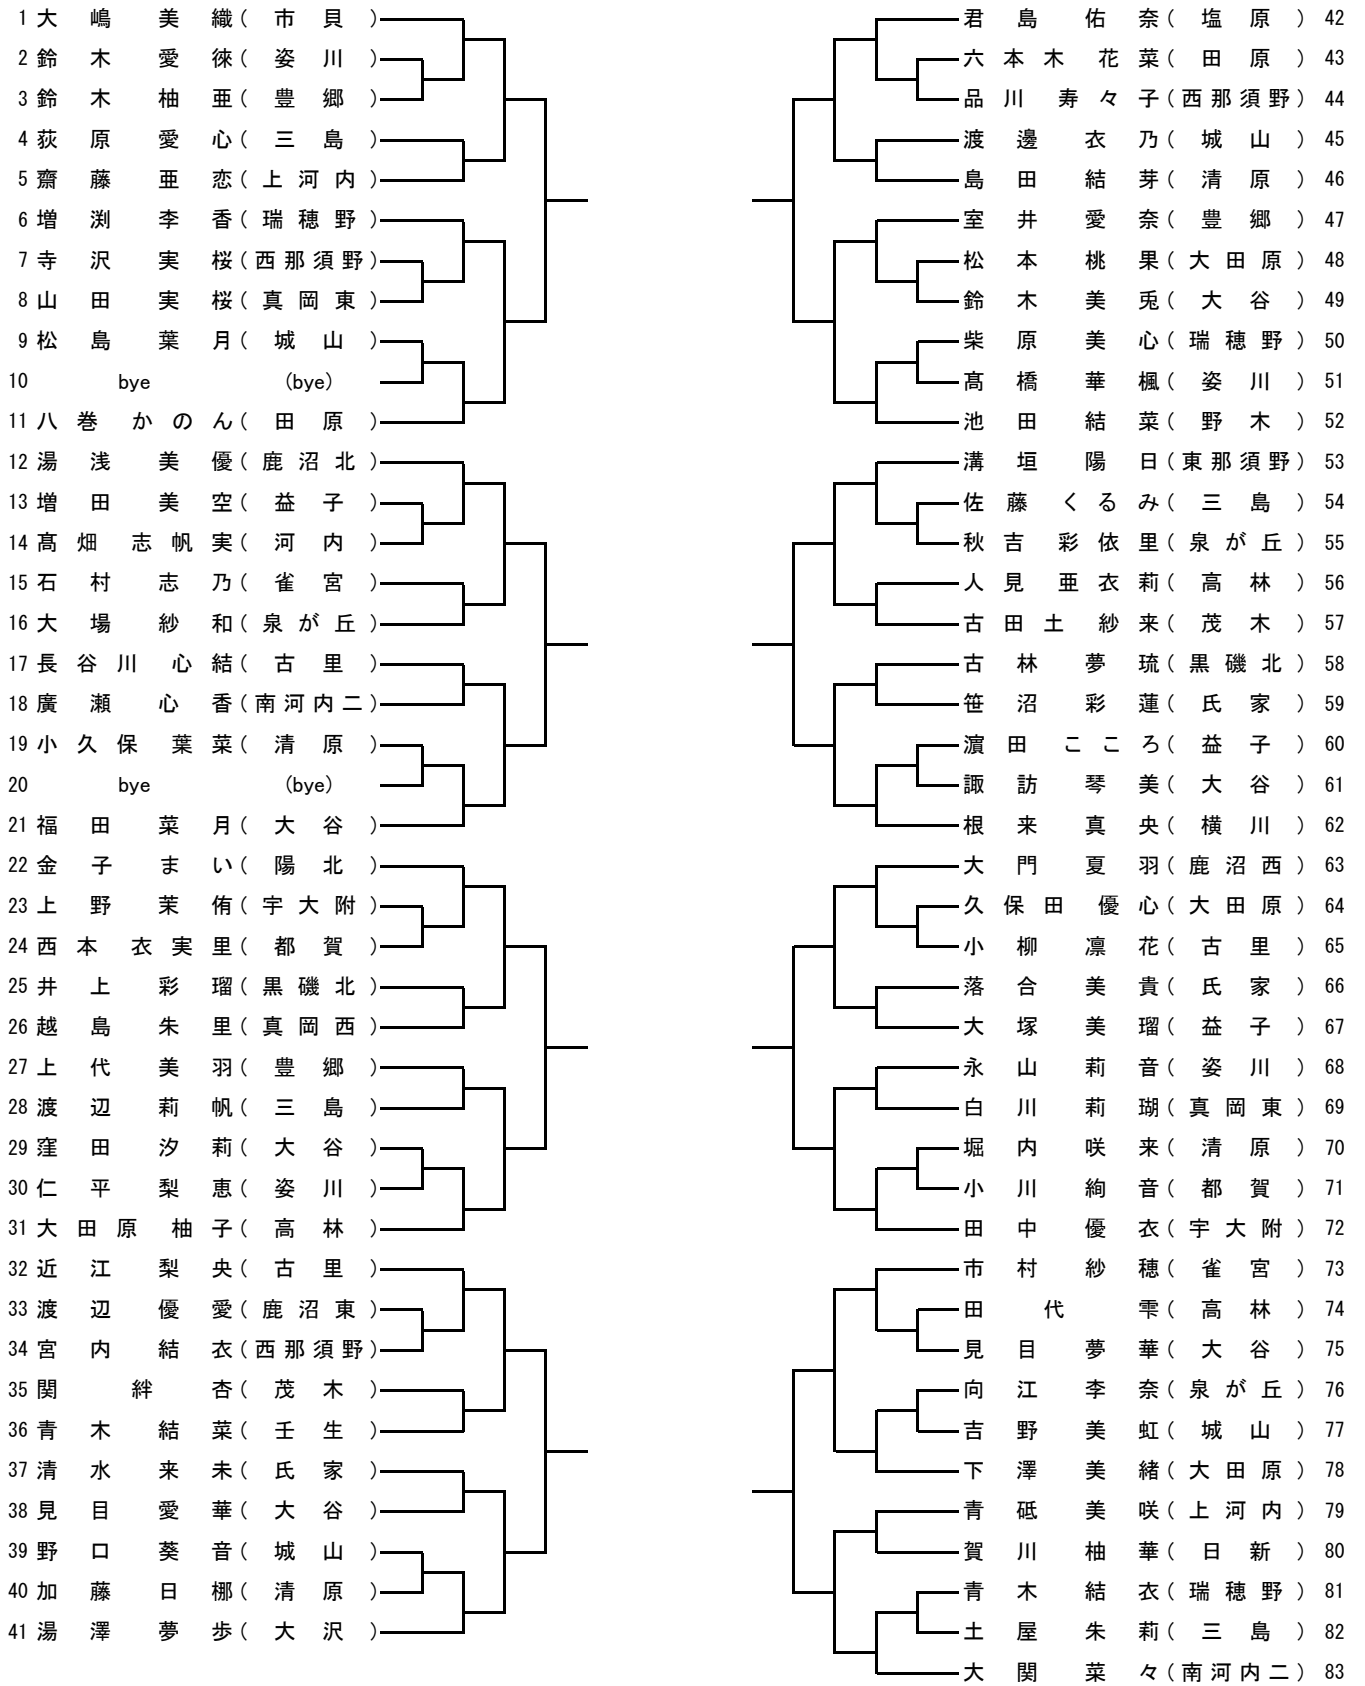 1 大嶋 美織 (市貝)
2 鈴木 愛徠 (姿川)
3 鈴木 柚亜 (豊郷)
4 荻原 愛心 (三島)
5 齋藤 亜恋 (上河内)
6 増渕 李香 (瑞穂野)
7 寺沢 実桜 (西那須野)
8 山田 実桜 (真岡東)
9 松島 葉月 (城山)
10 bye (bye)
11 八巻 かのん (田原)
12 湯浅 美優 (鹿沼北)
13 増田 美空 (益子)
14 髙畑 志帆実 (河内)
15 石村 志乃 (雀宮)
16 大場 紗和 (泉が丘)
17 長谷川 心結 (古里)
18 廣瀬 心香 (南河内二)
19 小久保 葉菜 (清原)
20 bye (bye)
21 福田 菜月 (大谷)
22 金子 まい (陽北)
23 上野 茉侑 (宇大附)
24 西本 衣実里 (都賀)
25 井上 彩瑠 (黒磯北)
26 越島 朱里 (真岡西)
27 上代 美羽 (豊郷)
28 渡辺 莉帆 (三島)
29 窪田 汐莉 (大谷)
30 仁平 梨恵 (姿川)
31 大田原 柚子 (高林)
32 近江 梨央 (古里)
33 渡辺 優愛 (鹿沼東)
34 宮内 結衣 (西那須野)
35 関 絆杏 (茂木)
36 青木 結菜 (壬生)
37 清水 来未 (氏家)
38 見目 愛華 (大谷)
39 野口 葵音 (城山)
40 加藤 日梛 (清原)
41 湯澤 夢歩 (大沢)
君島 佑奈 (塩原) 42
六本木 花菜 (田原) 43
品川 寿々子 (西那須野) 44
渡邊 衣乃 (城山) 45
島田 結芽 (清原) 46
室井 愛奈 (豊郷) 47
松本 桃果 (大田原) 48
鈴木 美兎 (大谷) 49
柴原 美心 (瑞穂野) 50
髙橋 華楓 (姿川) 51
池田 結菜 (野木) 52
溝垣 陽日 (東那須野) 53
佐藤 くるみ (三島) 54
秋吉 彩依里 (泉が丘) 55
人見 亜衣莉 (高林) 56
古田土 紗来 (茂木) 57
古林 夢琉 (黒磯北) 58
笹沼 彩蓮 (氏家) 59
濵田 こころ (益子) 60
諏訪 琴美 (大谷) 61
根来 真央 (横川) 62
大門 夏羽 (鹿沼西) 63
久保田 優心 (大田原) 64
小柳 凛花 (古里) 65
落合 美貴 (氏家) 66
大塚 美瑠 (益子) 67
永山 莉音 (姿川) 68
白川 莉瑚 (真岡東) 69
堀内 咲来 (清原) 70
小川 絢音 (都賀) 71
田中 優衣 (宇大附) 72
市村 紗穂 (雀宮) 73
田代 雫 (高林) 74
見目 夢華 (大谷) 75
向江 李奈 (泉が丘) 76
吉野 美虹 (城山) 77
下澤 美緒 (大田原) 78
青砥 美咲 (上河内) 79
賀川 柚華 (日新) 80
青木 結衣 (瑞穂野) 81
土屋 朱莉 (三島) 82
大関 菜々 (南河内二) 83